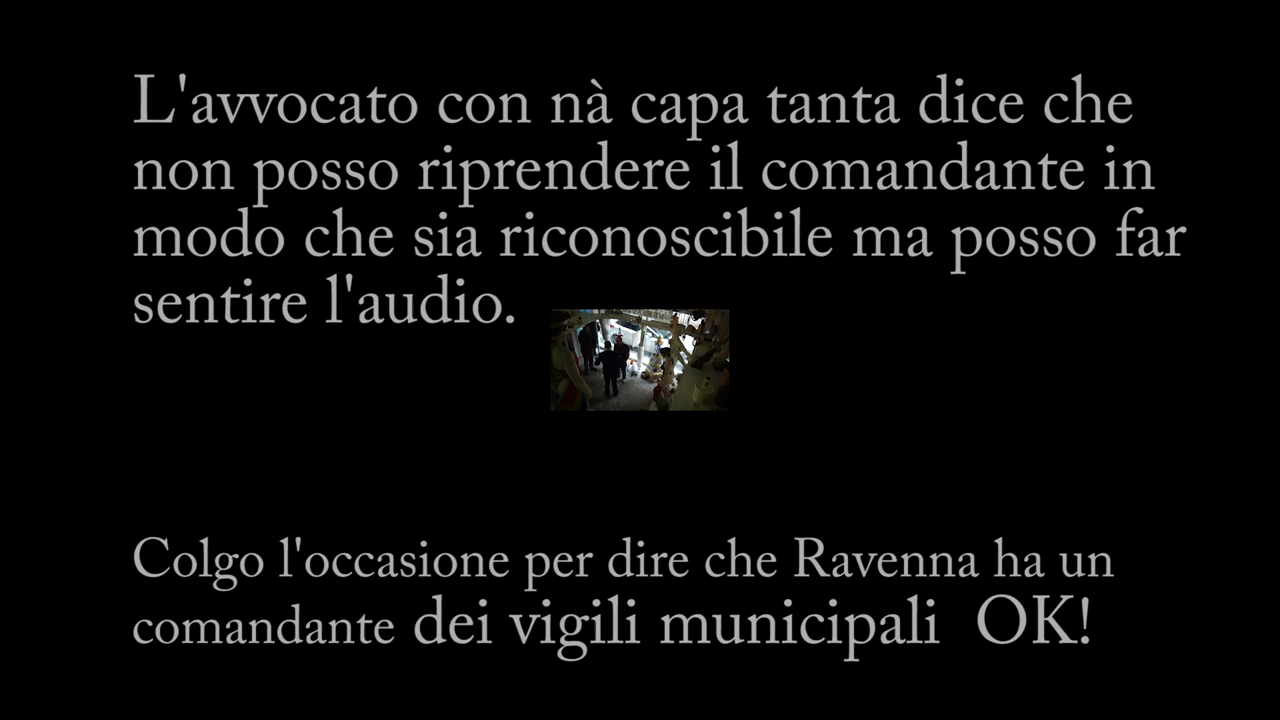 L'avvocato con nà capa tanta dice che
non posso riprendere il comandante in
modo che sia riconoscibile ma posso far
sentire l'audio.
Colgo l'occasione per dire che Ravenna ha un
comandante dei vigili municipali OK!